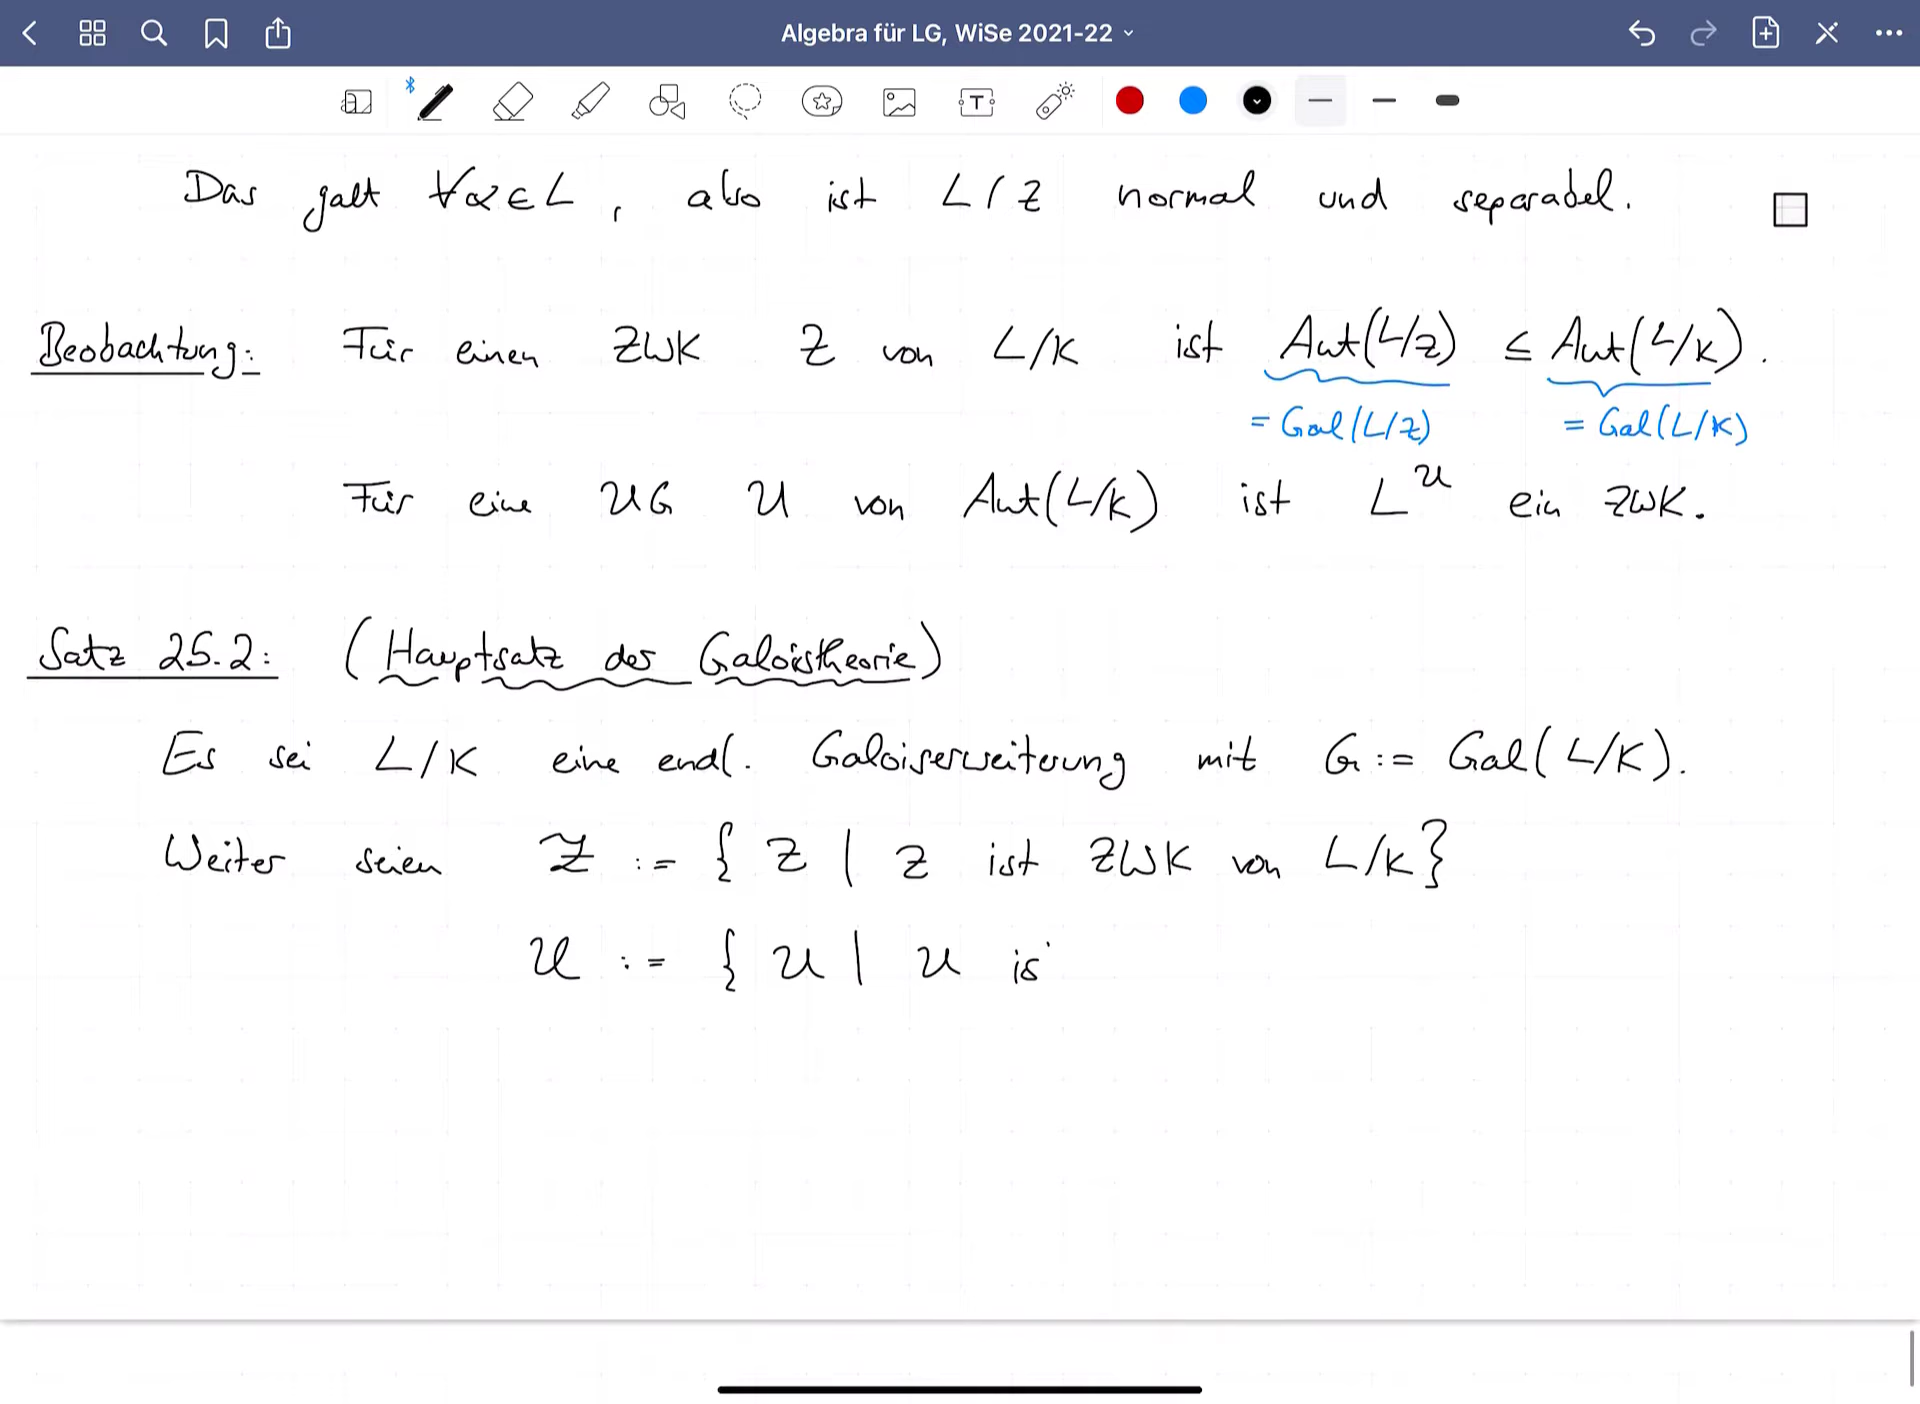 Algebra für LG, WiSe 2021-22
Das galt ∀α∈L, also ist L/Z normal und separabel. □
Beobachtung: Für einen ZWK Z von L/K ist Aut(L/Z) ≤ Aut(L/K).
= Gal(L/Z) = Gal(L/K)
Für eine UG U von Aut(L/K) ist L^U ein ZWK.
Satz 25.2: (Hauptsatz der Galoistheorie)
Es sei L/K eine endl. Galoiserweiterung mit G := Gal(L/K).
Weiter seien 𝒵 := { Z | Z ist ZWK von L/K }
𝒰 := { U | U is